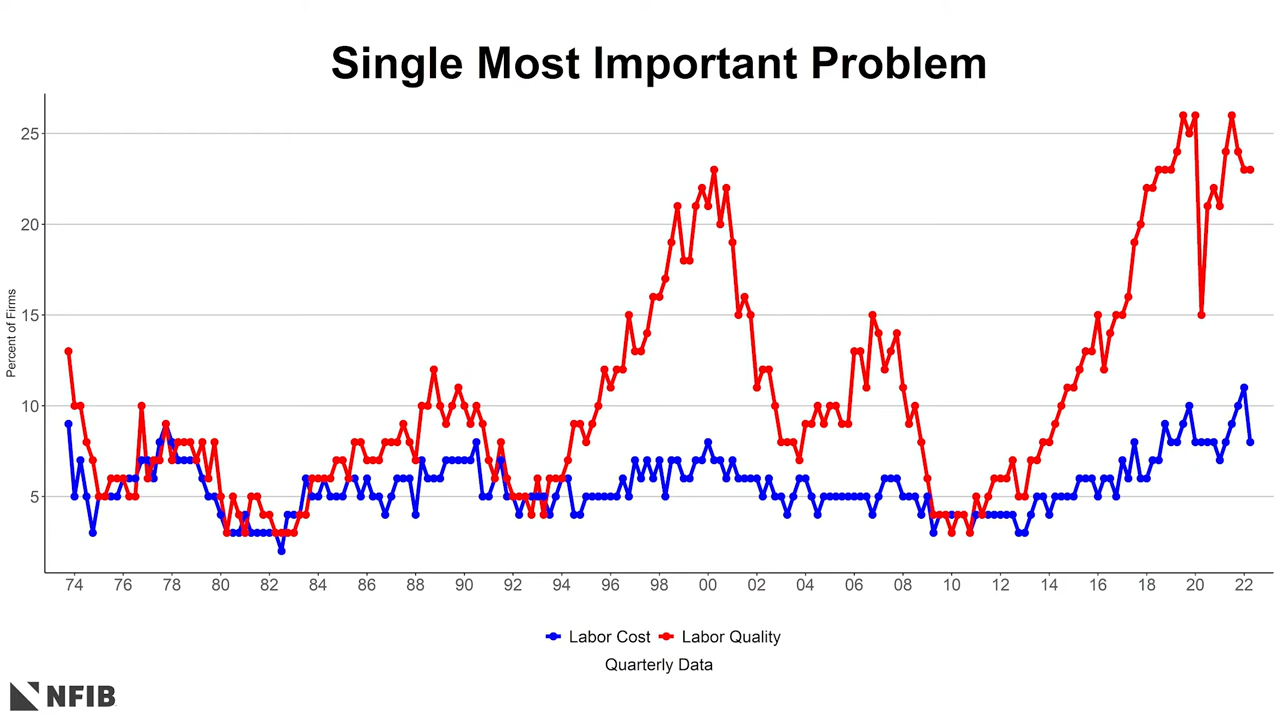 Single Most Important Problem
Percent of Firms
25
20
15
10
5
74 76 78 80 82 84 86 88 90 92 94 96 98 00 02 04 06 08 10 12 14 16 18 20 22
Labor Cost Labor Quality
Quarterly Data
NFIB